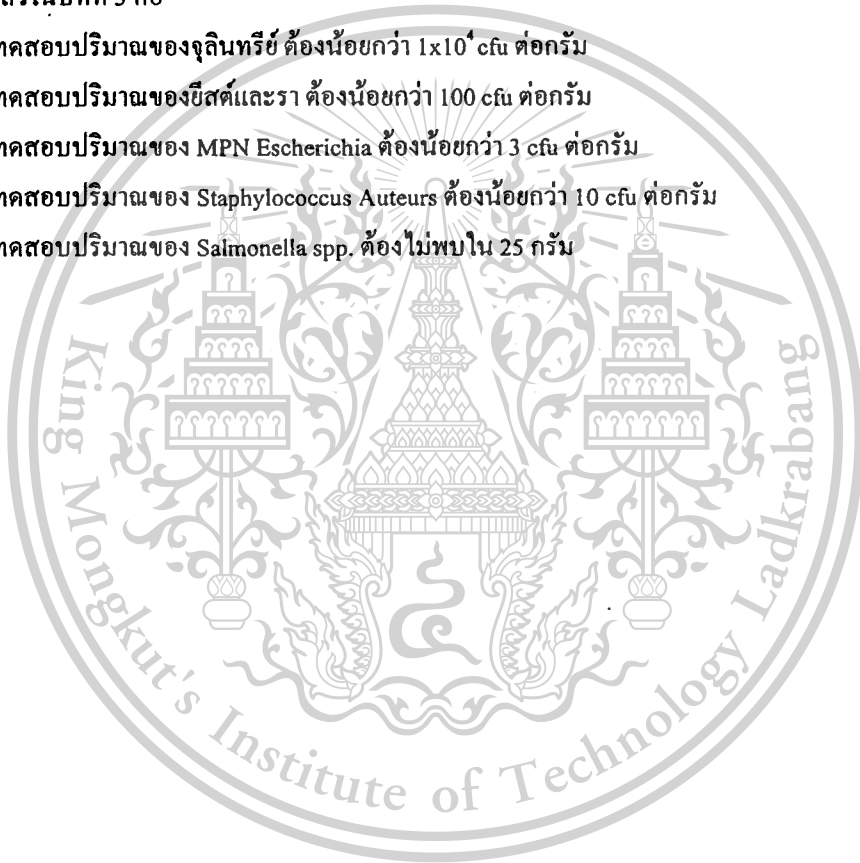 ในบทที่ 3 คือ
ทดสอบปริมาณของจุลินทรีย์ ต้องน้อยกว่า 1x10⁴ cfu ต่อกรัม
ทดสอบปริมาณของยีสต์และรา ต้องน้อยกว่า 100 cfu ต่อกรัม
ทดสอบปริมาณของ MPN Escherichia ต้องน้อยกว่า 3 cfu ต่อกรัม
ทดสอบปริมาณของ Staphylococcus Auteurs ต้องน้อยกว่า 10 cfu ต่อกรัม
ทดสอบปริมาณของ Salmonella spp. ต้องไม่พบใน 25 กรัม
King Mongkut's Institute of Technology Ladkrabang